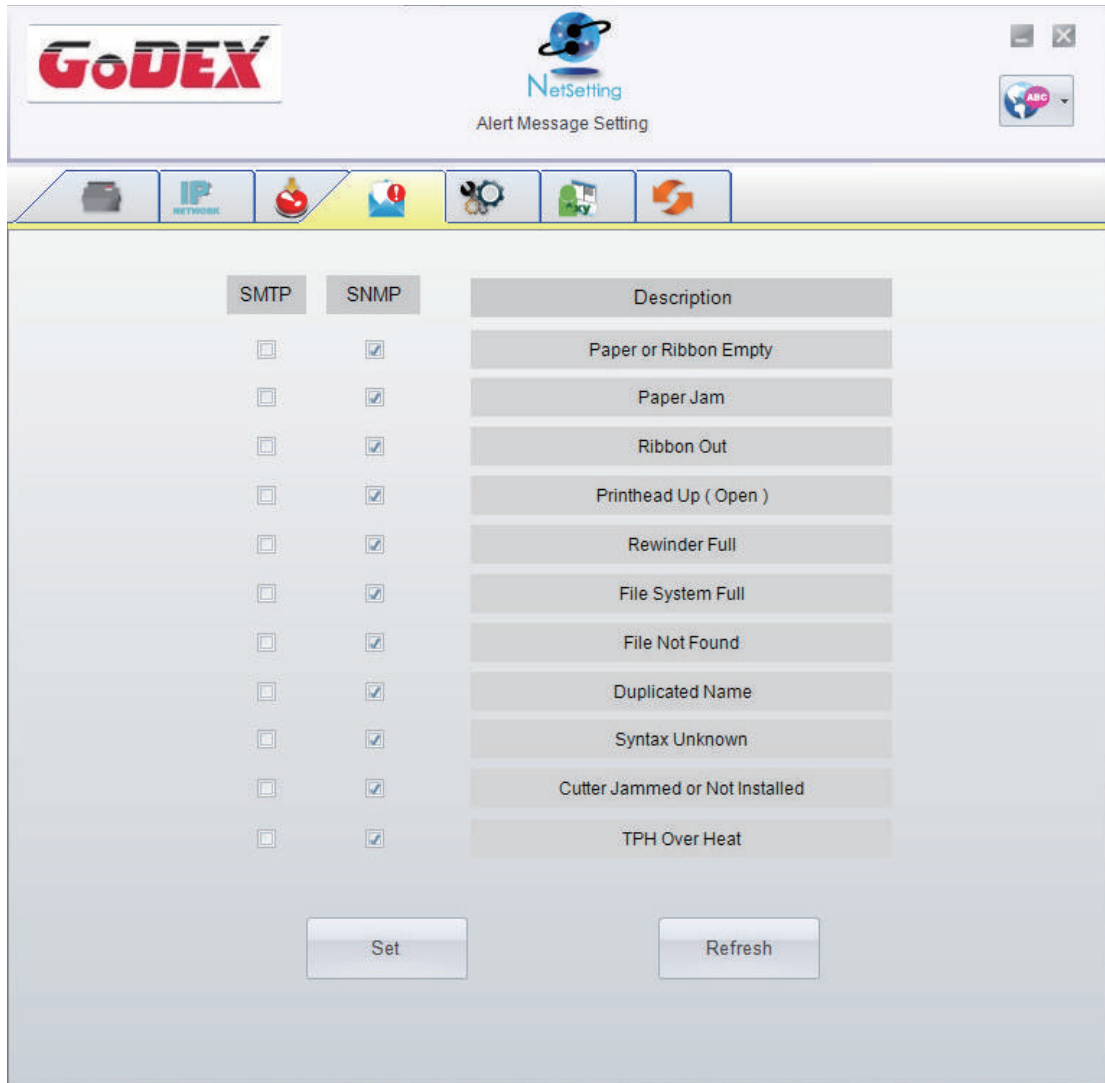 GoDEX
NetSetting
Alert Message Setting
ABC
IP
NETWORK
xy
SMTP SNMP Description
Paper or Ribbon Empty
Paper Jam
Ribbon Out
Printhead Up ( Open )
Rewinder Full
File System Full
File Not Found
Duplicated Name
Syntax Unknown
Cutter Jammed or Not Installed
TPH Over Heat
Set Refresh